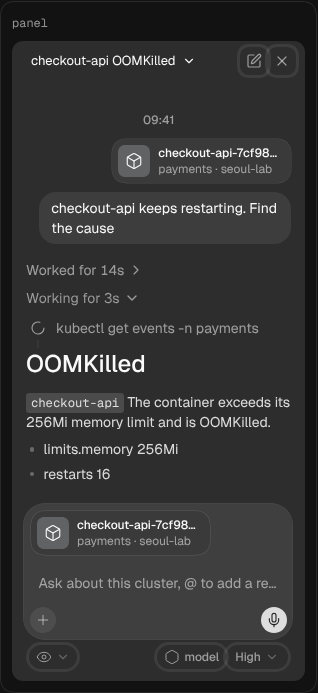 panel
checkout-api OOMKilled
09:41
checkout-api-7cf98…
payments · seoul-lab
checkout-api keeps restarting. Find
the cause
Worked for 14s
Working for 3s
kubectl get events -n payments
OOMKilled
checkout-api The container exceeds its
256Mi memory limit and is OOMKilled.
• limits.memory 256Mi
• restarts 16
checkout-api-7cf98…
payments · seoul-lab
Ask about this cluster, @ to add a re…
model
High